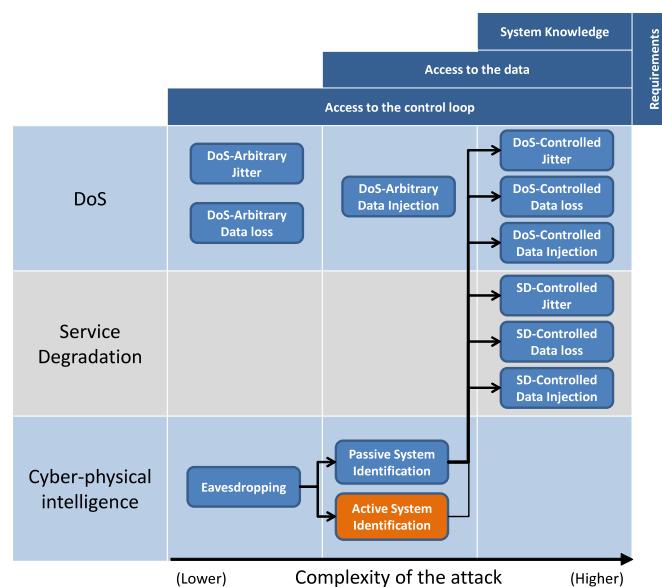 System Knowledge
Requirements
Access to the data
Access to the control loop
DoS
DoS-Arbitrary
Jitter
DoS-Arbitrary
Data loss
DoS-Arbitrary
Data Injection
DoS-Controlled
Jitter
DoS-Controlled
Data loss
DoS-Controlled
Data Injection
Service
Degradation
SD-Controlled
Jitter
SD-Controlled
Data loss
SD-Controlled
Data Injection
Cyber-physical
intelligence
Eavesdropping
Passive System
Identification
Active System
Identification
(Lower)
Complexity of the attack
(Higher)